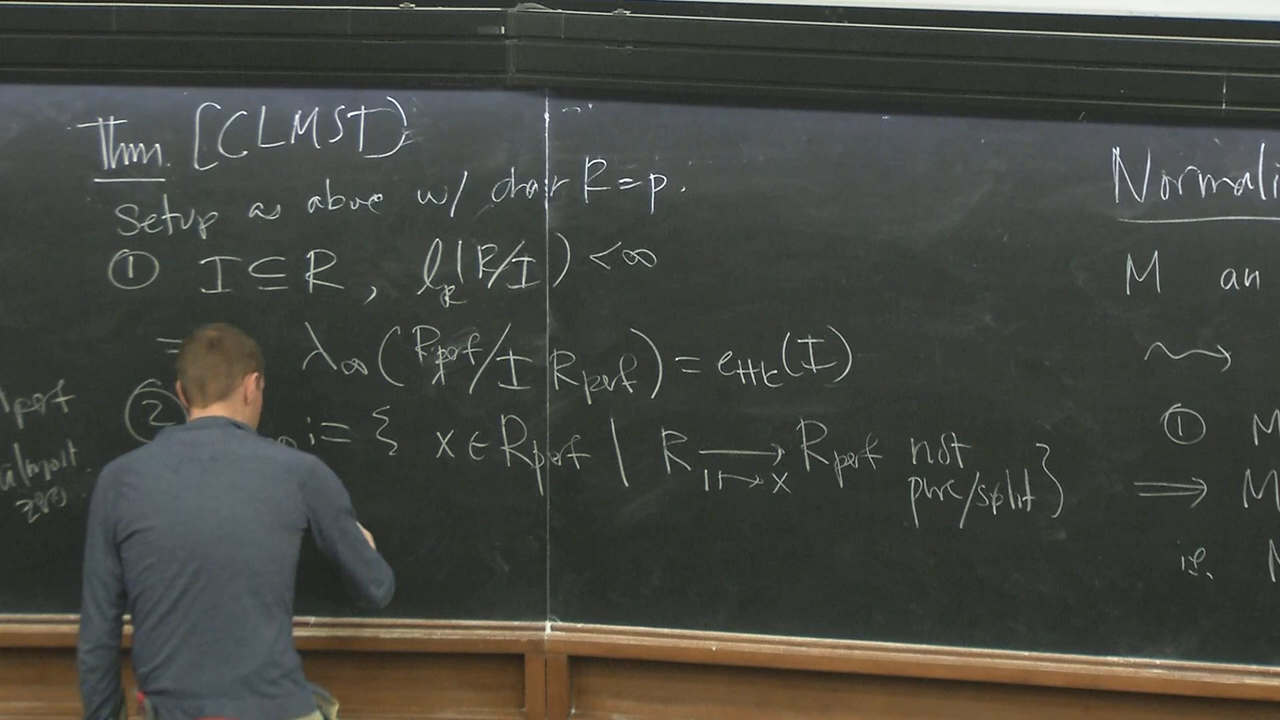 Thm. [CLMST]
Setup as above w/ char R = p.
① I ⊆ R, l_R(R/I) < ∞
λ_∞(R_perf/I R_perf) = e_HK(I)
② := { x ∈ R_perf | R → R_perf not
1 ↦ x pure/split }
perf
almost
zero
M an
⇝
① M
⟹ M
i.e.